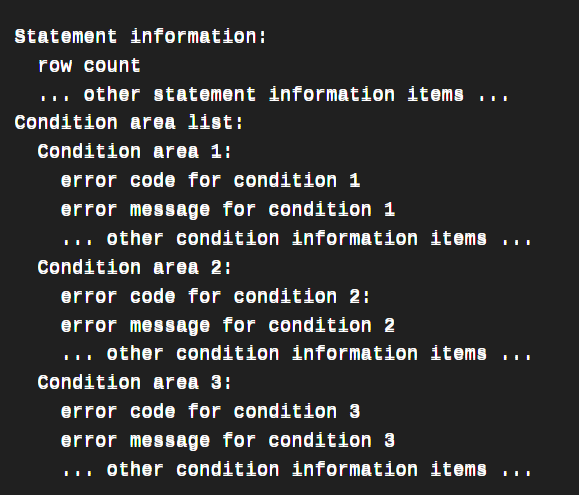 Statement information:
  row count
  ... other statement information items ...
Condition area list:
  Condition area 1:
    error code for condition 1
    error message for condition 1
    ... other condition information items ...
  Condition area 2:
    error code for condition 2:
    error message for condition 2
    ... other condition information items ...
  Condition area 3:
    error code for condition 3
    error message for condition 3
    ... other condition information items ...